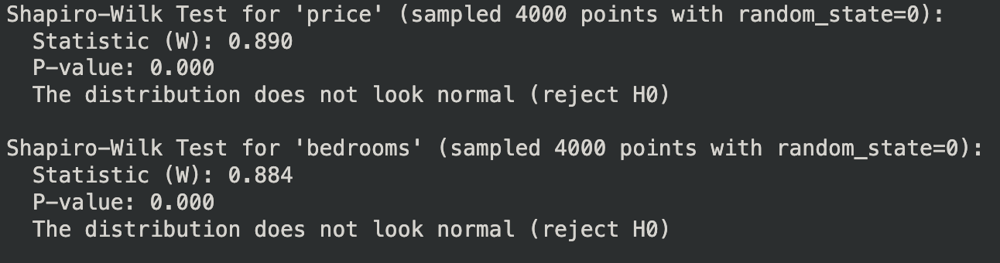 Shapiro-Wilk Test for 'price' (sampled 4000 points with random_state=0):
  Statistic (W): 0.890
  P-value: 0.000
  The distribution does not look normal (reject H0)

Shapiro-Wilk Test for 'bedrooms' (sampled 4000 points with random_state=0):
  Statistic (W): 0.884
  P-value: 0.000
  The distribution does not look normal (reject H0)